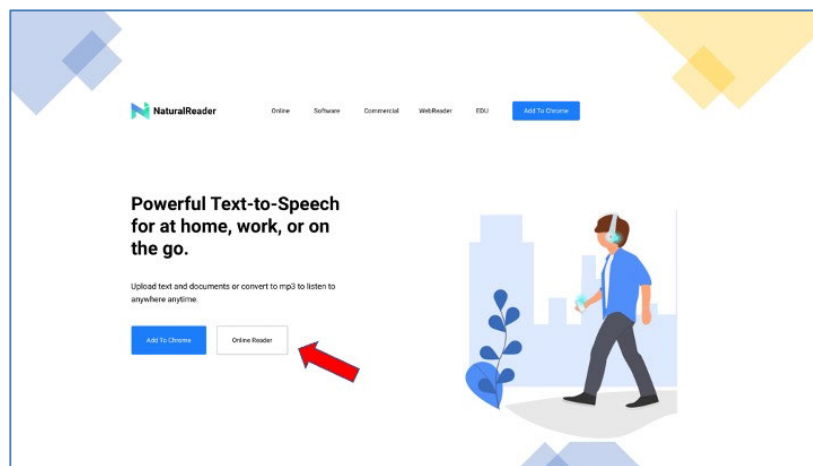 NaturalReader Online Software Commercial WebReader EDU Add To Chrome
Powerful Text-to-Speech
for at home, work, or on
the go.
Upload text and documents or convert to mp3 to listen to
anywhere anytime.
Add To Chrome Online Reader